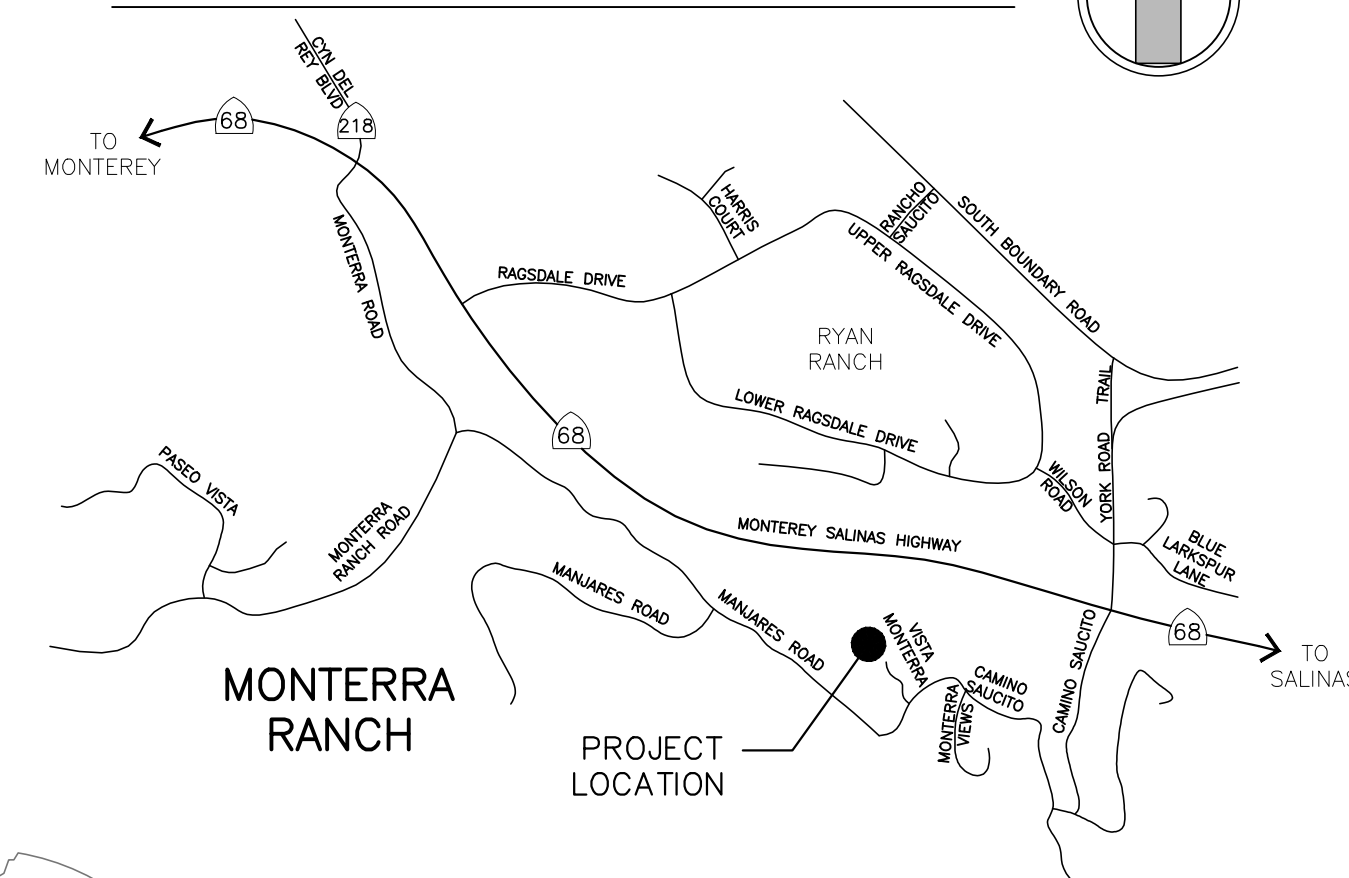 CYN DEL
REY BLVD
68
218
TO
MONTEREY
HARRIS
COURT
RANCHO
SAUCITO
SOUTH BOUNDARY ROAD
UPPER RAGSDALE DRIVE
MONTERRA ROAD
RAGSDALE DRIVE
RYAN
RANCH
YORK ROAD TRAIL
LOWER RAGSDALE DRIVE
68
PASEO VISTA
WILSON
ROAD
MONTERRA
RANCH ROAD
MONTEREY SALINAS HIGHWAY
BLUE
LARKSPUR
LANE
MANJARES ROAD
MANJARES ROAD
VISTA
MONTERRA
CAMINO SAUCITO
68
TO
SALINAS
CAMINO
SAUCITO
MONTERRA
VIEWS
MONTERRA
RANCH
PROJECT
LOCATION